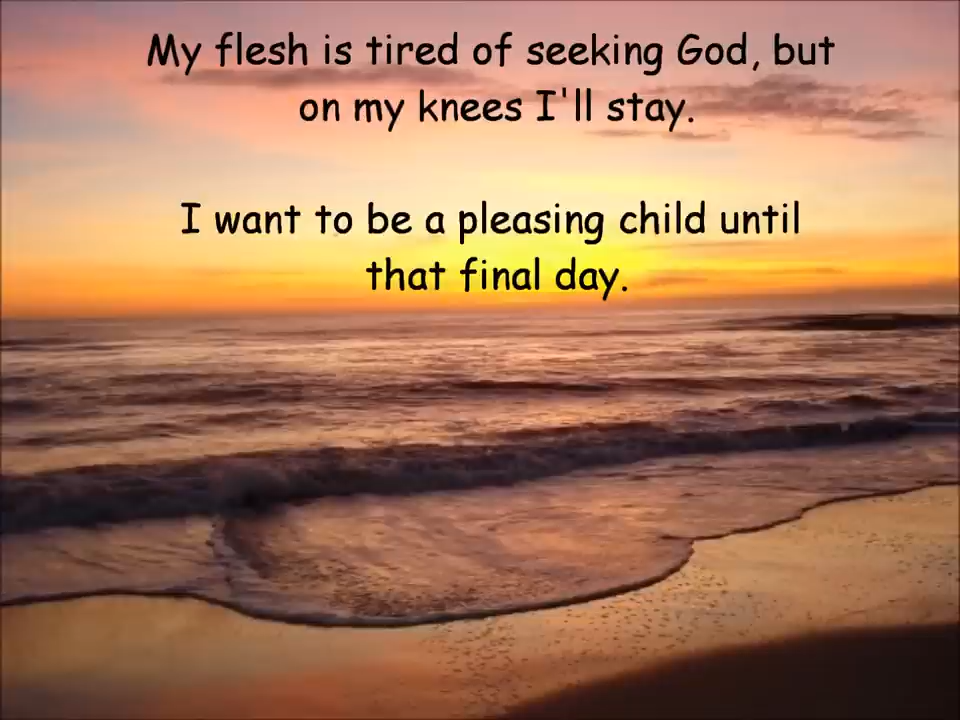 My flesh is tired of seeking God, but
on my knees I'll stay.
I want to be a pleasing child until
that final day.